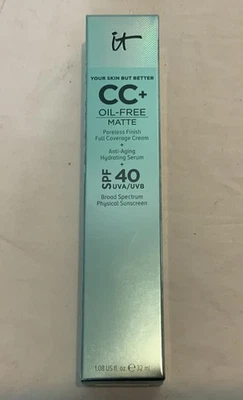 it
YOUR SKIN BUT BETTER
CC+
OIL-FREE
MATTE
Poreless Finish
Full Coverage Cream
+
Anti-Aging
Hydrating Serum
+
SPF 40
UVA/UVB
Broad Spectrum
Physical Sunscreen
1.08 US fl. oz. ℮ 32 ml